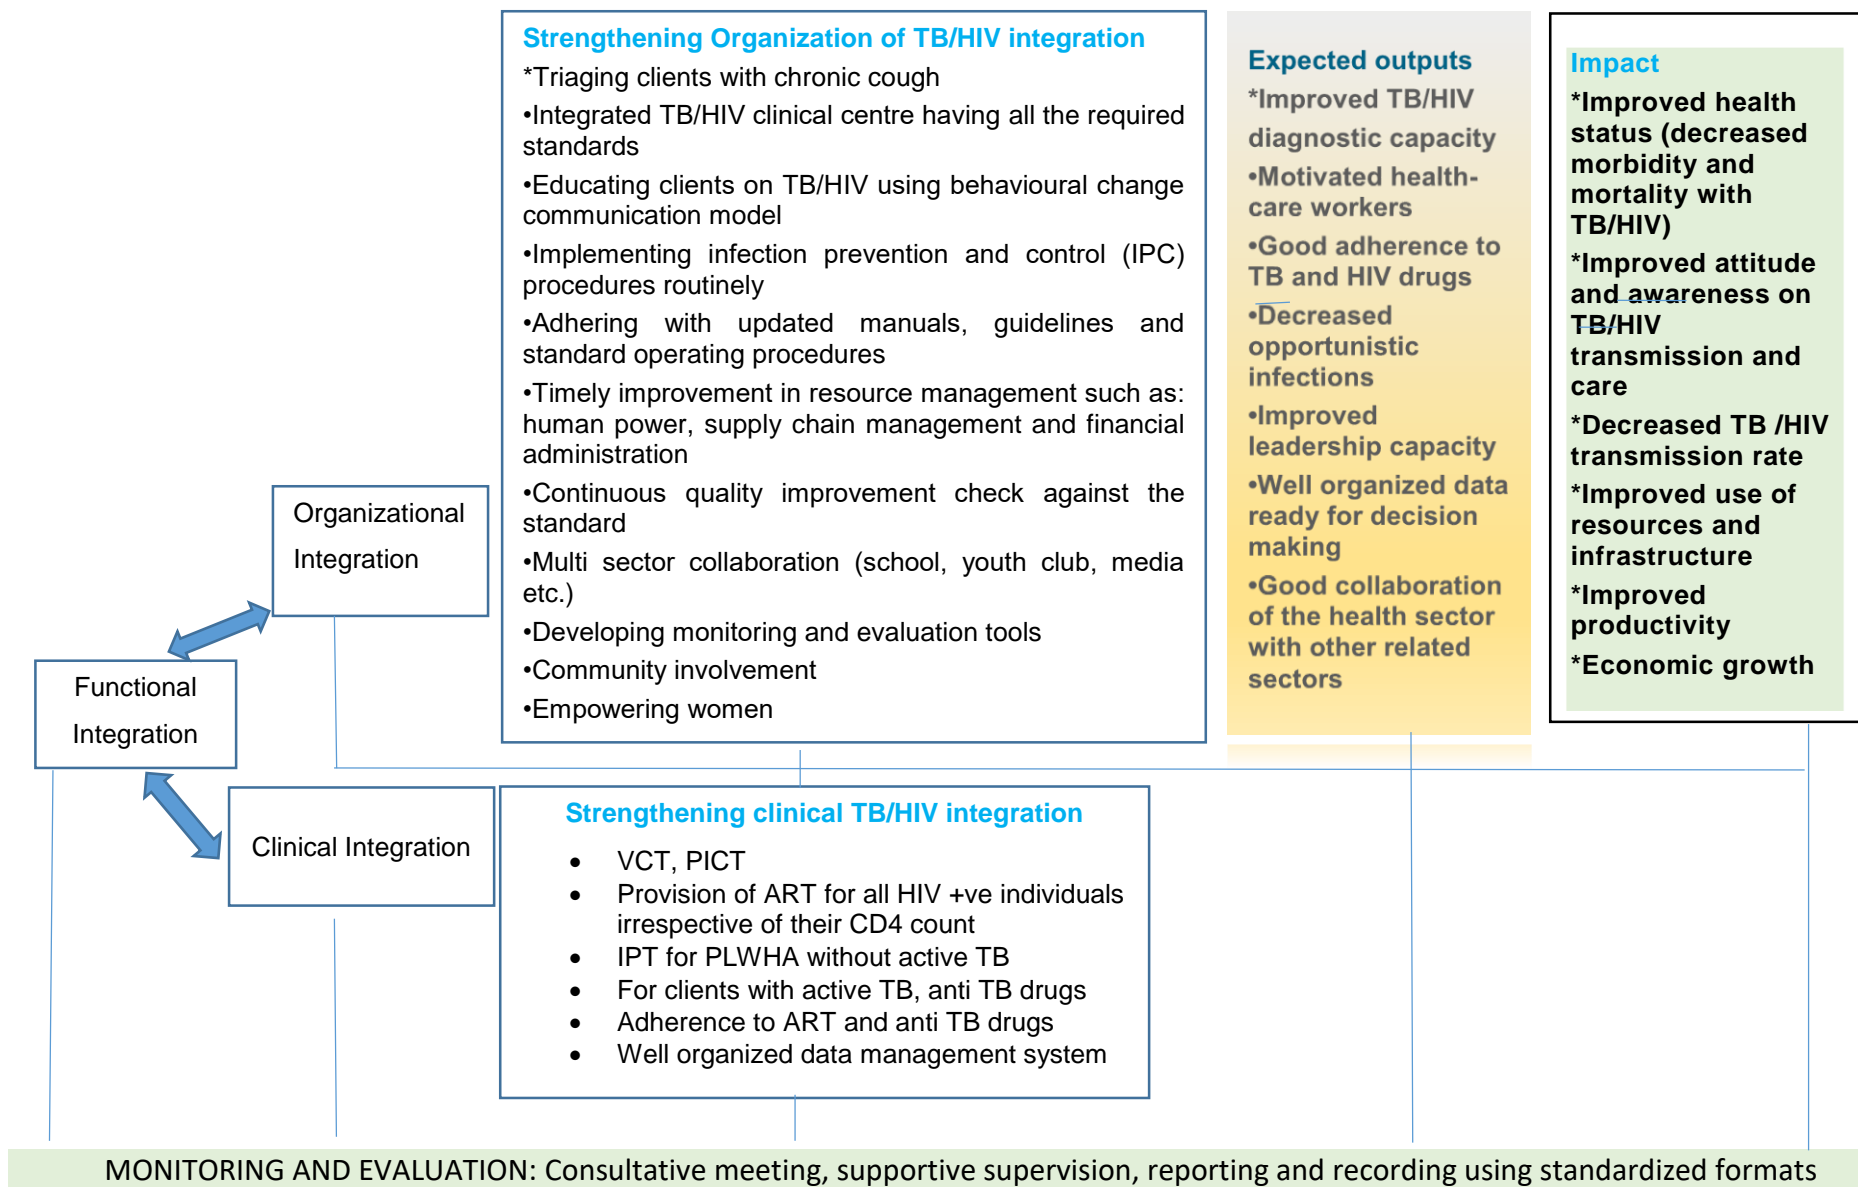 Strengthening Organization of TB/HIV integration
*Triaging clients with chronic cough
•Integrated TB/HIV clinical centre having all the required
standards
•Educating clients on TB/HIV using behavioural change
communication model
•Implementing infection prevention and control (IPC)
procedures routinely
•Adhering with updated manuals, guidelines and
standard operating procedures
•Timely improvement in resource management such as:
human power, supply chain management and financial
administration
•Continuous quality improvement check against the
standard
•Multi sector collaboration (school, youth club, media
etc.)
•Developing monitoring and evaluation tools
•Community involvement
•Empowering women
Expected outputs
*Improved TB/HIV
diagnostic capacity
•Motivated health-
care workers
•Good adherence to
TB and HIV drugs
•Decreased
opportunistic
infections
•Improved
leadership capacity
•Well organized data
ready for decision
making
•Good collaboration
of the health sector
with other related
sectors
Impact
*Improved health
status (decreased
morbidity and
mortality with
TB/HIV)
*Improved attitude
and awareness on
TB/HIV
transmission and
care
*Decreased TB /HIV
transmission rate
*Improved use of
resources and
infrastructure
*Improved
productivity
*Economic growth
Organizational
Integration
Functional
Integration
Clinical Integration
Strengthening clinical TB/HIV integration
• VCT, PICT
• Provision of ART for all HIV +ve individuals
irrespective of their CD4 count
• IPT for PLWHA without active TB
• For clients with active TB, anti TB drugs
• Adherence to ART and anti TB drugs
• Well organized data management system
MONITORING AND EVALUATION: Consultative meeting, supportive supervision, reporting and recording using standardized formats